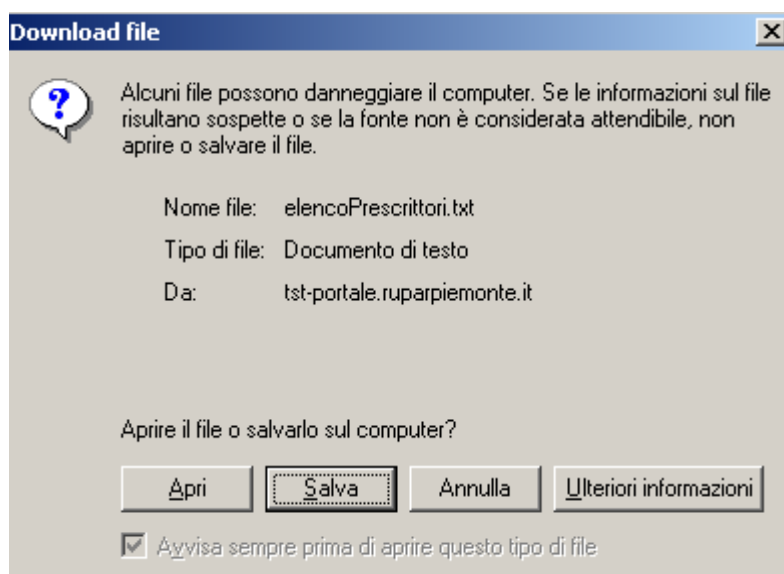 Download file
Alcuni file possono danneggiare il computer. Se le informazioni sul file
risultano sospette o se la fonte non è considerata attendibile, non
aprire o salvare il file.
Nome file: elencoPrescrittori.txt
Tipo di file: Documento di testo
Da: tst-portale.ruparpiemonte.it
Aprire il file o salvarlo sul computer?
Apri Salva Annulla Ulteriori informazioni
Avvisa sempre prima di aprire questo tipo di file